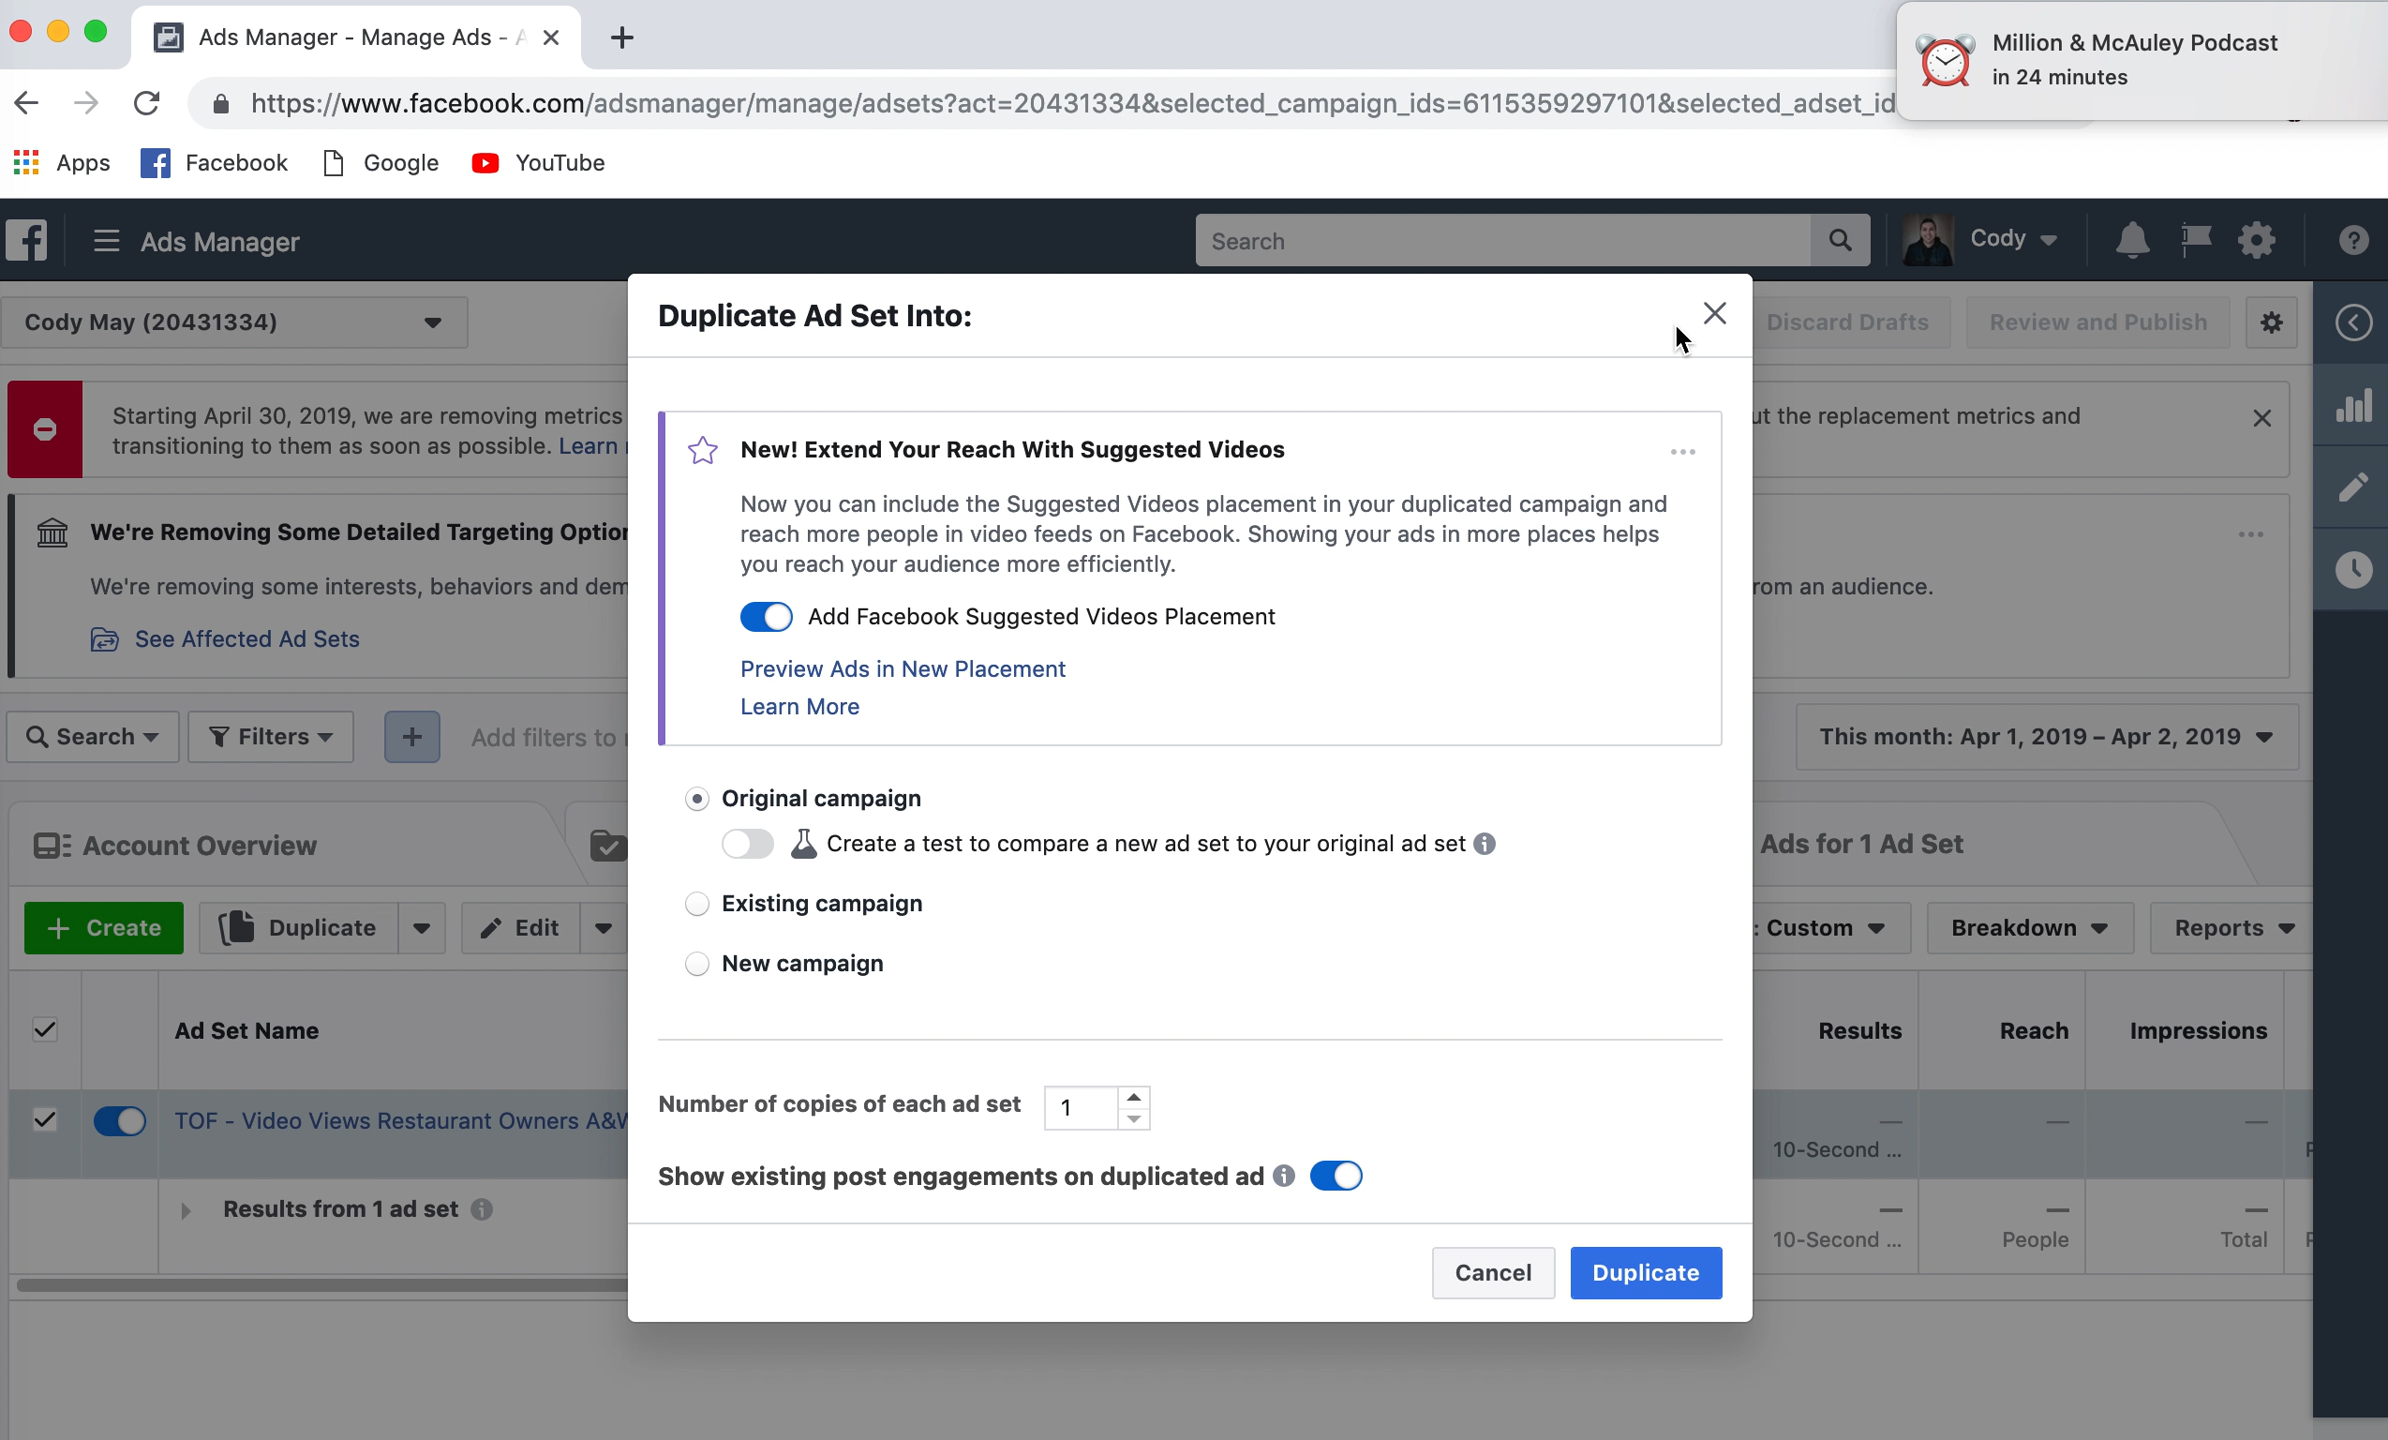 Ads Manager - Manage Ads -
Million & McAuley Podcast
in 24 minutes
https://www.facebook.com/adsmanager/manage/adsets?act=20431334&selected_campaign_ids=6115359297101&selected_adset_id
Apps
Facebook
Google
YouTube
Ads Manager
Search
Cody
Cody May (20431334)
Duplicate Ad Set Into:
Discard Drafts
Review and Publish
Starting April 30, 2019, we are removing metrics
transitioning to them as soon as possible. Learn
ut the replacement metrics and
New! Extend Your Reach With Suggested Videos
Now you can include the Suggested Videos placement in your duplicated campaign and
reach more people in video feeds on Facebook. Showing your ads in more places helps
you reach your audience more efficiently.
Add Facebook Suggested Videos Placement
Preview Ads in New Placement
Learn More
We're Removing Some Detailed Targeting Option
We're removing some interests, behaviors and dem
rom an audience.
See Affected Ad Sets
Search
Filters
Add filters to
This month: Apr 1, 2019 – Apr 2, 2019
Original campaign
Create a test to compare a new ad set to your original ad set
Existing campaign
New campaign
Account Overview
Ads for 1 Ad Set
Create
Duplicate
Edit
: Custom
Breakdown
Reports
Ad Set Name
Results
Reach
Impressions
Number of copies of each ad set
1
TOF - Video Views Restaurant Owners A&W
—
—
—
10-Second ...
Show existing post engagements on duplicated ad
Results from 1 ad set
—
—
—
10-Second ...
People
Total
Cancel
Duplicate